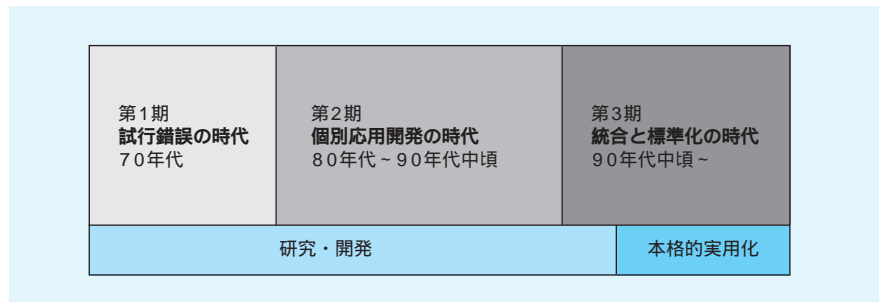 第1期
試行錯誤の時代
70年代
第2期
個別応用開発の時代
80年代~90年代中頃
第3期
統合と標準化の時代
90年代中頃~
研究・開発
本格的実用化